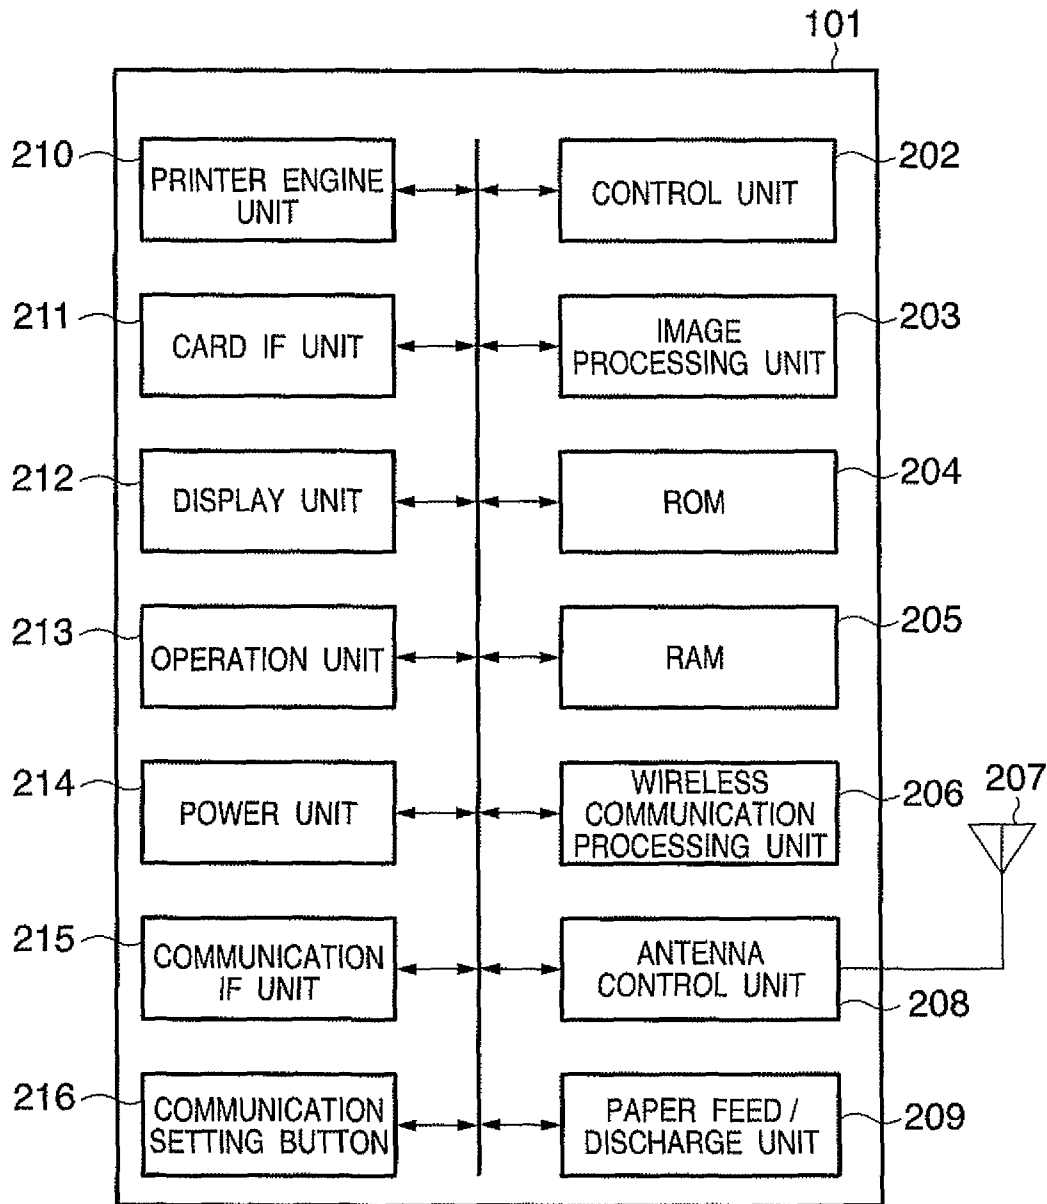 101
210
PRINTER ENGINE
UNIT
CONTROL UNIT
202
211
CARD IF UNIT
IMAGE
PROCESSING UNIT
203
212
DISPLAY UNIT
ROM
204
213
OPERATION UNIT
RAM
205
214
POWER UNIT
WIRELESS
COMMUNICATION
PROCESSING UNIT
206
207
215
COMMUNICATION
IF UNIT
ANTENNA
CONTROL UNIT
208
216
COMMUNICATION
SETTING BUTTON
PAPER FEED /
DISCHARGE UNIT
209